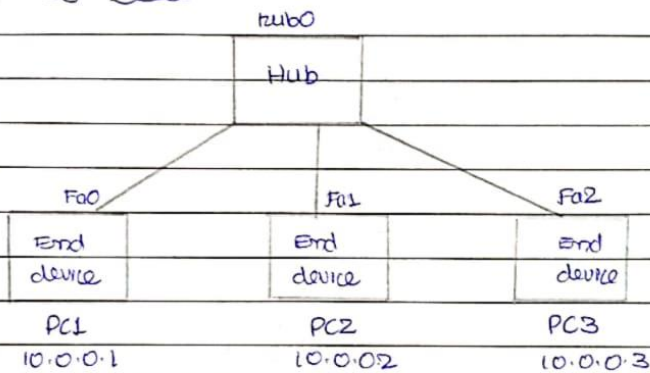 hub0
Hub
Fa0 Fa1 Fa2
End End End
device device device
PC1 PC2 PC3
10.0.0.1 10.0.02 10.0.0.3